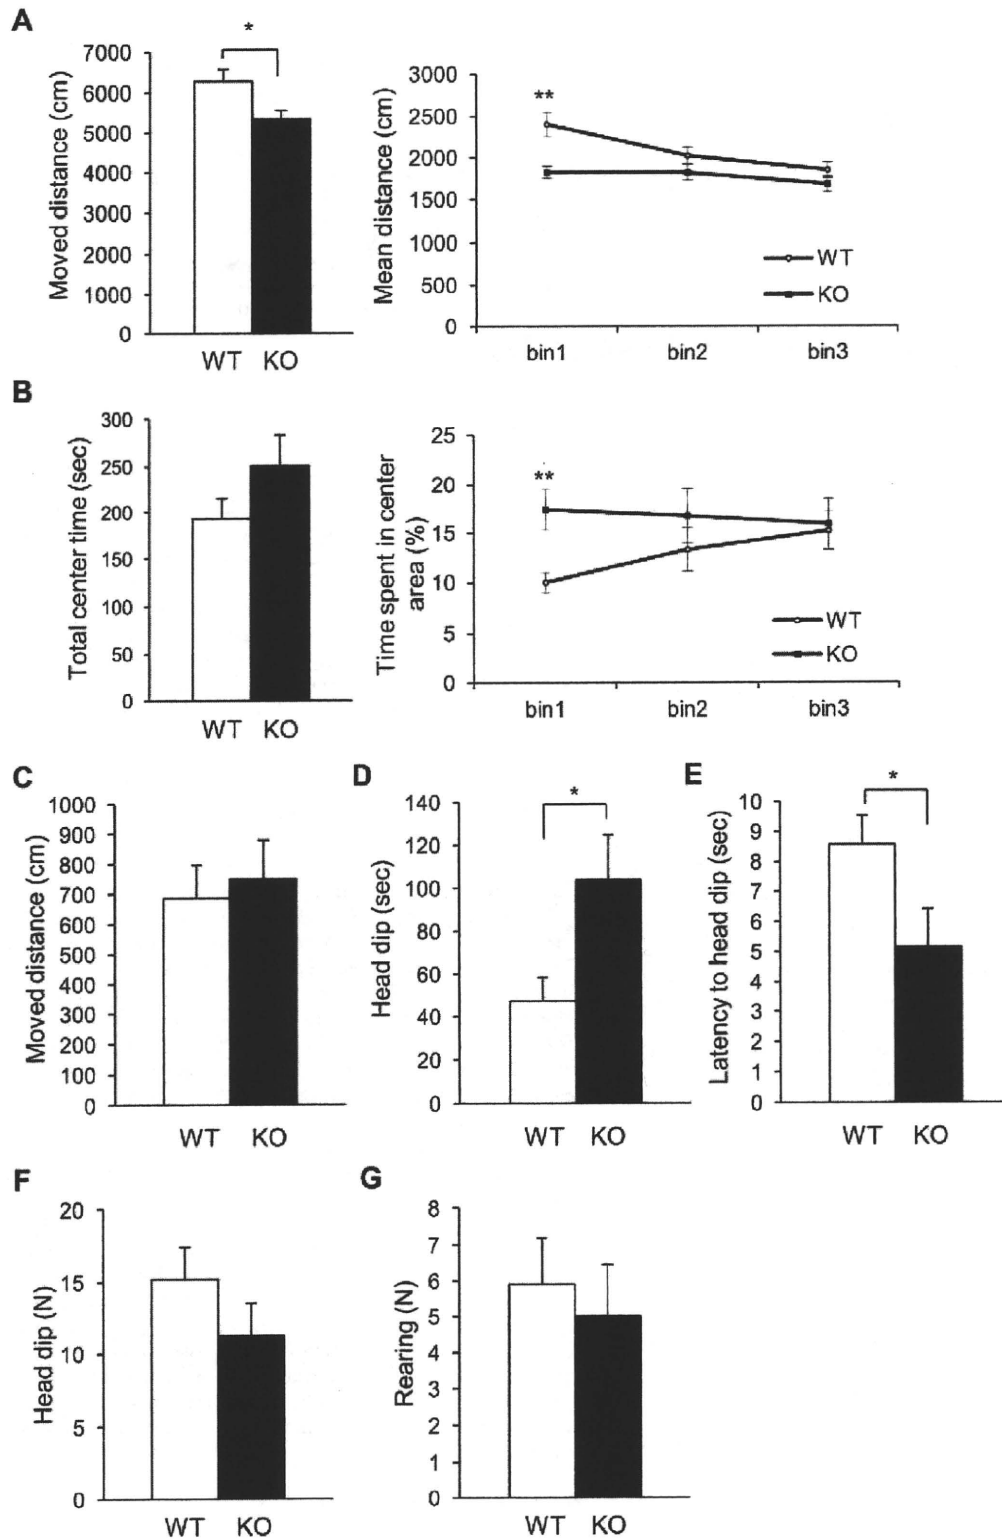 A
Moved distance (cm)
7000
6000
5000
4000
3000
2000
1000
0
*
WT KO
Mean distance (cm)
3000
2500
2000
1500
1000
500
0
**
WT
KO
bin1 bin2 bin3
B
Total center time (sec)
300
250
200
150
100
50
0
WT KO
Time spent in center
area (%)
25
20
15
10
5
0
**
WT
KO
bin1 bin2 bin3
C
Moved distance (cm)
1000
900
800
700
600
500
400
300
200
100
0
WT KO
D
Head dip (sec)
140
120
100
80
60
40
20
0
*
WT KO
E
Latency to head dip (sec)
10
9
8
7
6
5
4
3
2
1
0
*
WT KO
F
Head dip (N)
20
15
10
5
0
WT KO
G
Rearing (N)
8
7
6
5
4
3
2
1
0
WT KO